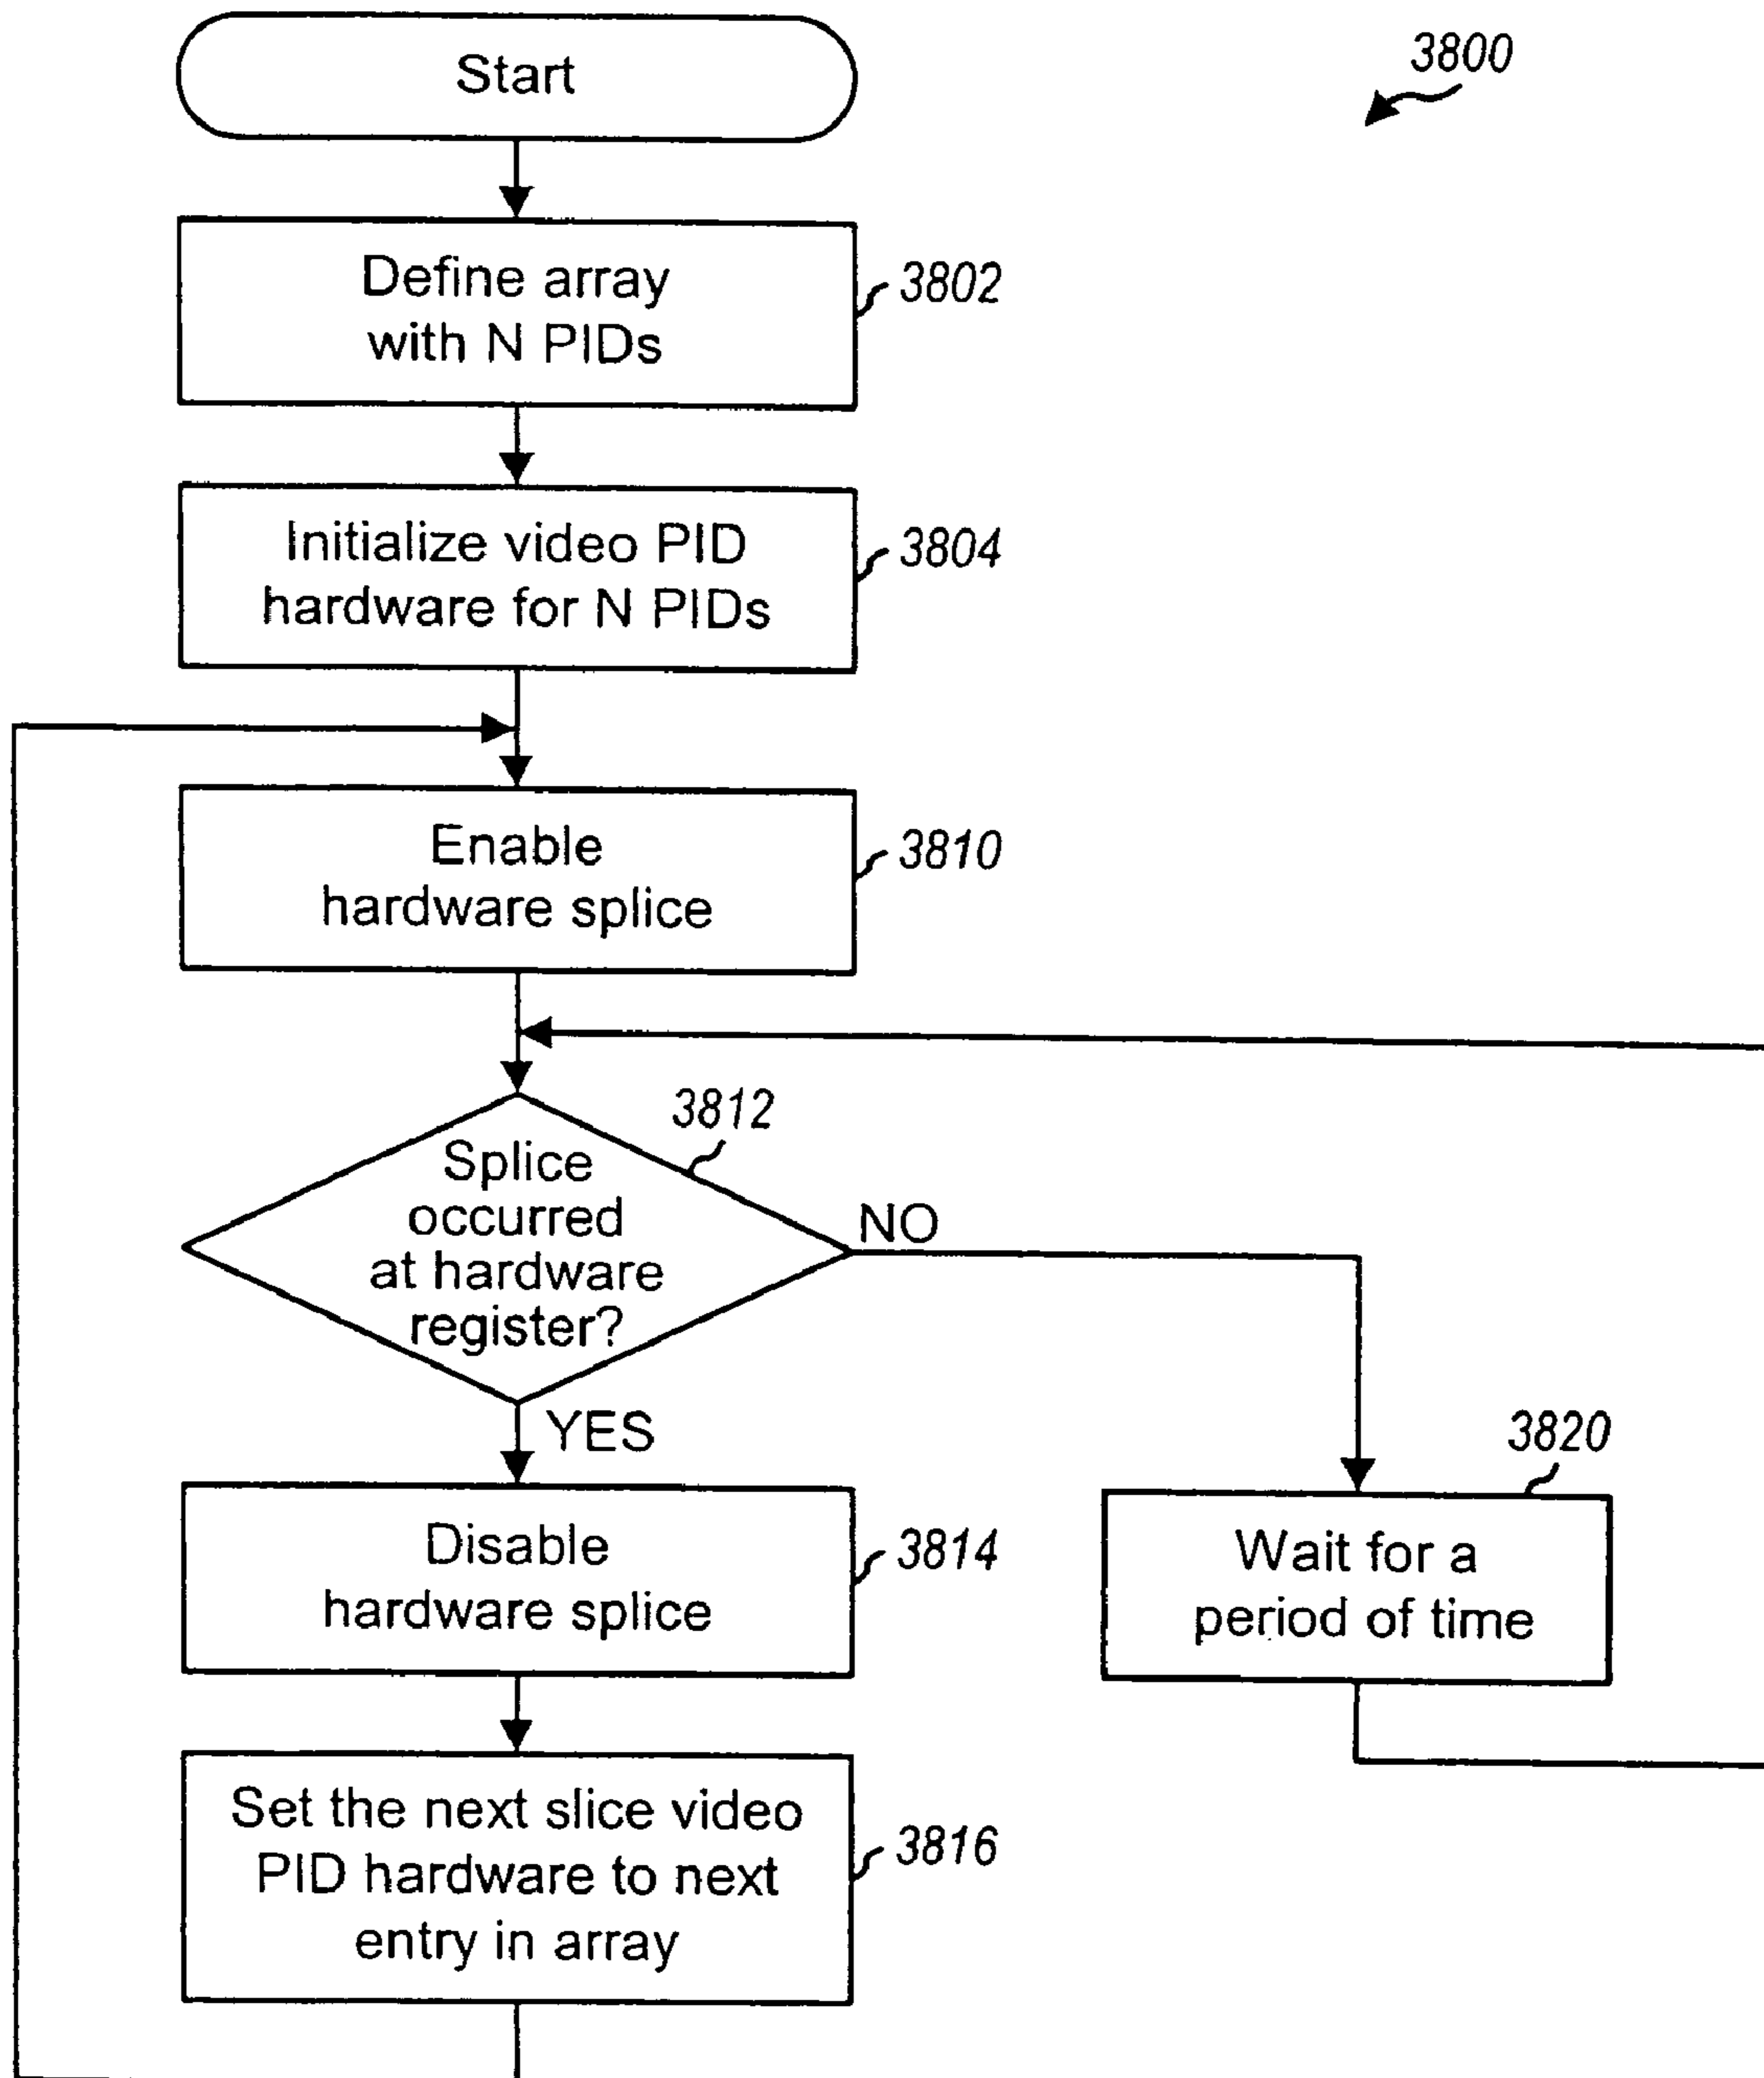 Start
3800
Define array
with N PIDs
3802
Initialize video PID
hardware for N PIDs
3804
Enable
hardware splice
3810
3812
Splice
occurred
at hardware
register?
NO
YES
3820
Disable
hardware splice
3814
Wait for a
period of time
Set the next slice video
PID hardware to next
entry in array
3816